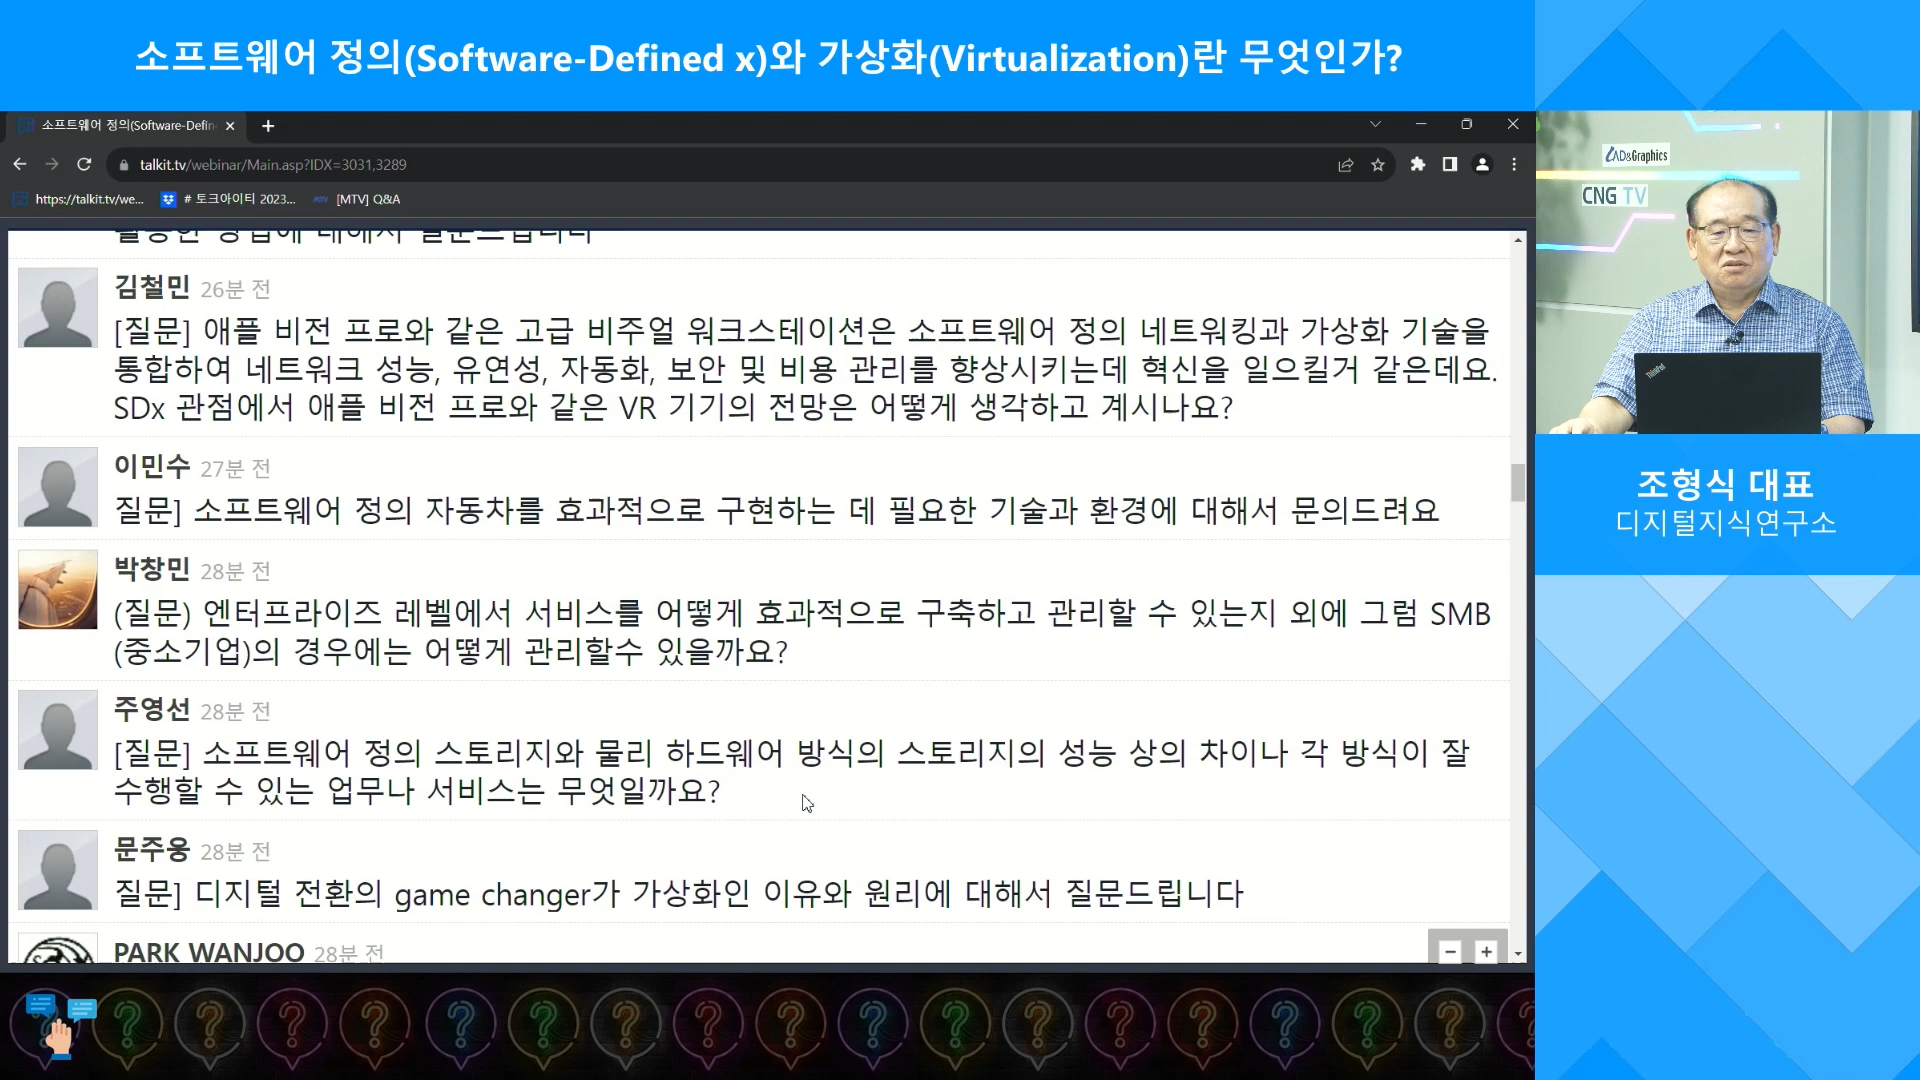 소프트웨어 정의(Software-Defined x)와 가상화(Virtualization)란 무엇인가?
소프트웨어 정의(Software-Defin
talkit.tv/webinar/Main.asp?IDX=3031,3289
https://talkit.tv/we...
# 토크아이티 2023...
[MTV] Q&A
김철민 26분 전
[질문] 애플 비전 프로와 같은 고급 비주얼 워크스테이션은 소프트웨어 정의 네트워킹과 가상화 기술을
통합하여 네트워크 성능, 유연성, 자동화, 보안 및 비용 관리를 향상시키는데 혁신을 일으킬거 같은데요.
SDx 관점에서 애플 비전 프로와 같은 VR 기기의 전망은 어떻게 생각하고 계시나요?
이민수 27분 전
질문] 소프트웨어 정의 자동차를 효과적으로 구현하는 데 필요한 기술과 환경에 대해서 문의드려요
박창민 28분 전
(질문) 엔터프라이즈 레벨에서 서비스를 어떻게 효과적으로 구축하고 관리할 수 있는지 외에 그럼 SMB
(중소기업)의 경우에는 어떻게 관리할수 있을까요?
주영선 28분 전
[질문] 소프트웨어 정의 스토리지와 물리 하드웨어 방식의 스토리지의 성능 상의 차이나 각 방식이 잘
수행할 수 있는 업무나 서비스는 무엇일까요?
문주웅 28분 전
질문] 디지털 전환의 game changer가 가상화인 이유와 원리에 대해서 질문드립니다
PARK WANJOO 28분 전
CAD&Graphics
CNG TV
ThinkPad
조형식 대표
디지털지식연구소